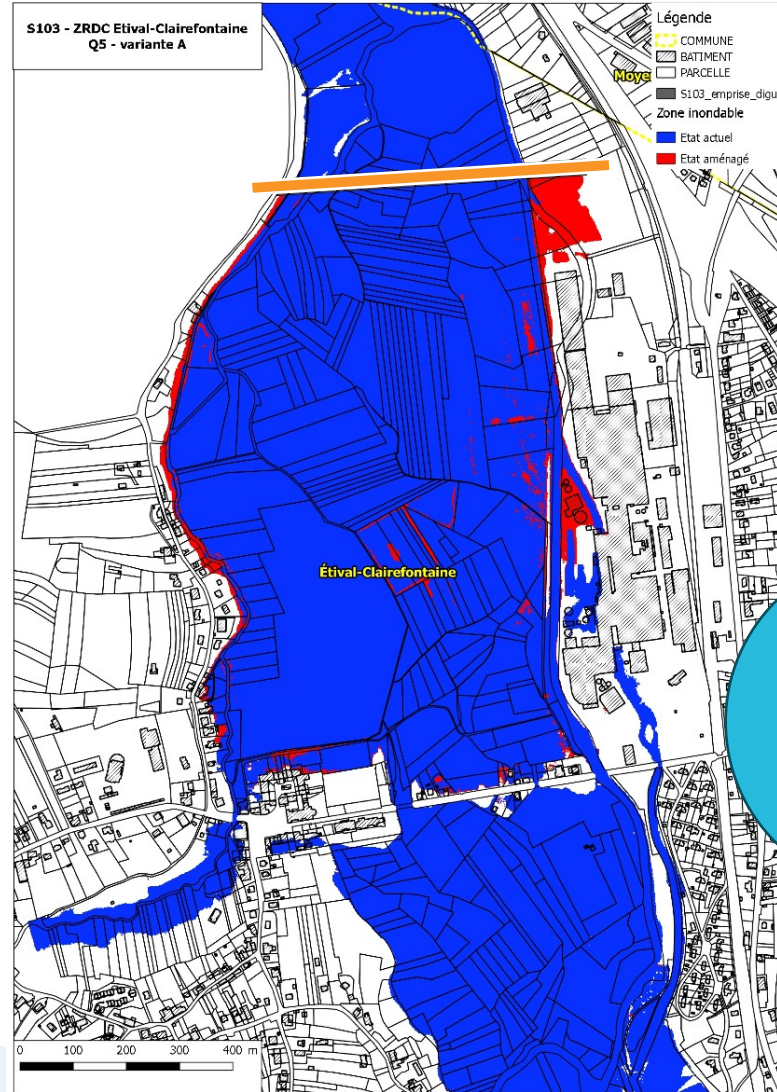 S103 - ZRDC Etival-Clairefontaine
Q5 - variante A
Légende
COMMUNE
BATIMENT
PARCELLE
S103_emprise_digu
Zone inondable
Etat actuel
Etat aménagé
Moye
Étival-Clairefontaine
0 100 200 300 400 m